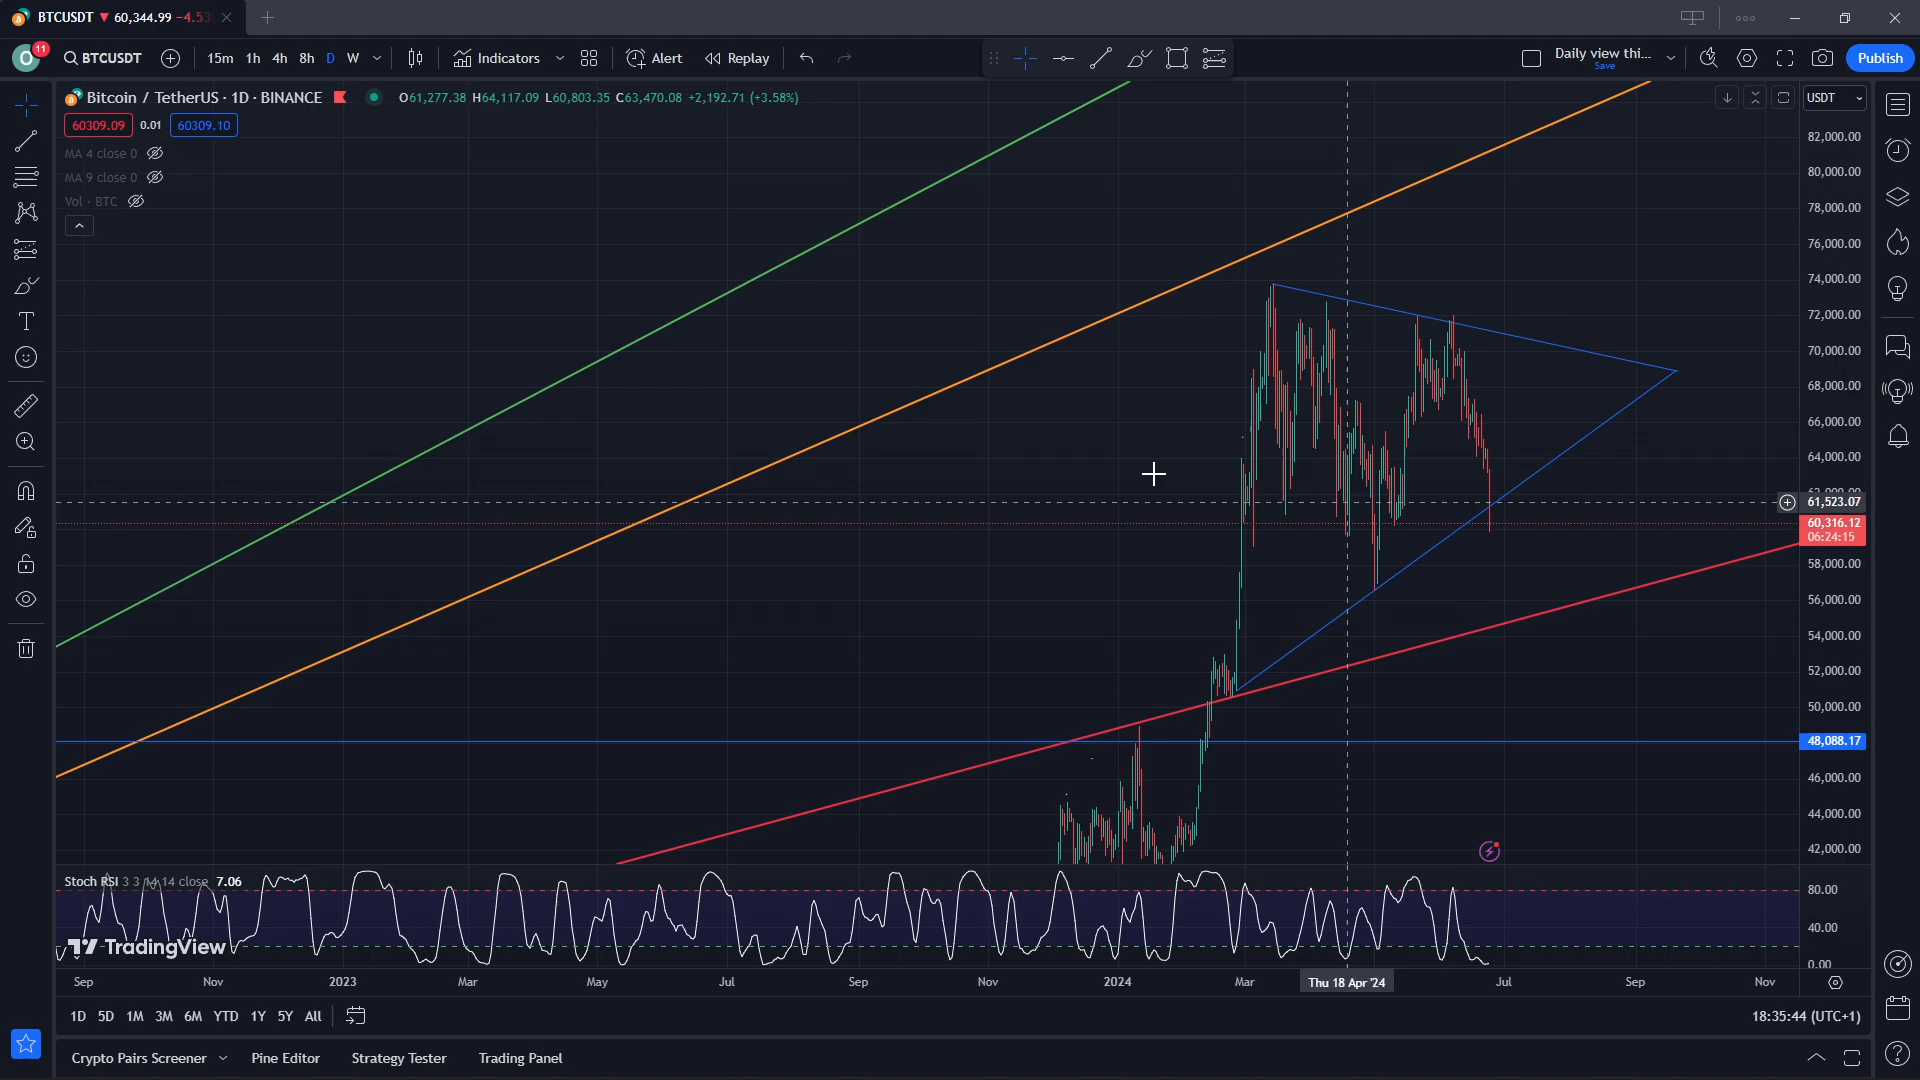 BTCUSDT ▼ 60,344.99 −4.53
O 11 BTCUSDT 15m 1h 4h 8h D W Indicators Alert Replay Daily view thi... Save Publish
Bitcoin / TetherUS · 1D · BINANCE O61,277.38 H64,117.09 L60,803.35 C63,470.08 +2,192.71 (+3.58%) USDT
60309.09 0.01 60309.10
MA 4 close 0
MA 9 close 0
Vol · BTC
82,000.00
80,000.00
78,000.00
76,000.00
74,000.00
72,000.00
70,000.00
68,000.00
66,000.00
64,000.00
61,523.07
60,316.12
06:24:15
58,000.00
56,000.00
54,000.00
52,000.00
50,000.00
48,088.17
46,000.00
44,000.00
42,000.00
Stoch RSI 3 3 14 14 close 7.06
80.00
40.00
0.00
TradingView
Sep Nov 2023 Mar May Jul Sep Nov 2024 Mar Thu 18 Apr '24 Jul Sep Nov
1D 5D 1M 3M 6M YTD 1Y 5Y All 18:35:44 (UTC+1)
Crypto Pairs Screener Pine Editor Strategy Tester Trading Panel